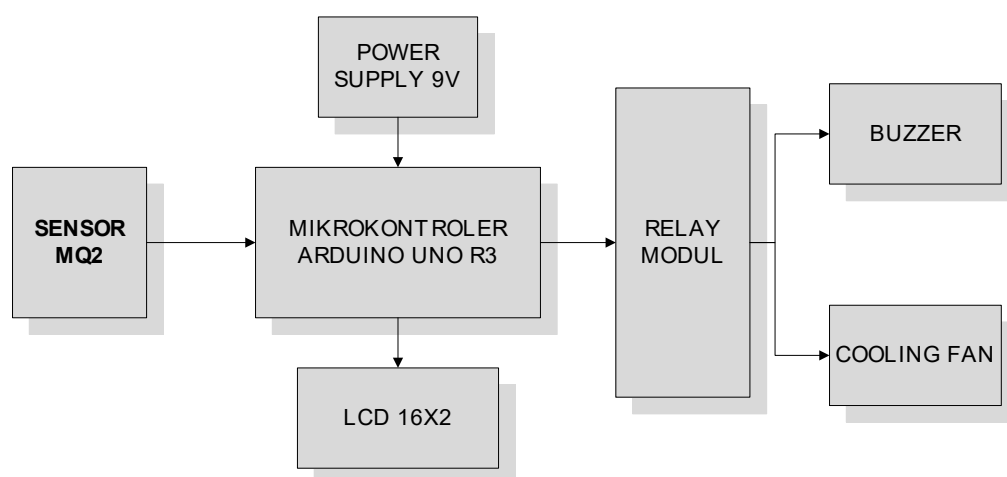 POWER
SUPPLY 9V
SENSOR
MQ2
MIKROKONTROLER
ARDUINO UNO R3
LCD 16X2
RELAY
MODUL
BUZZER
COOLING FAN